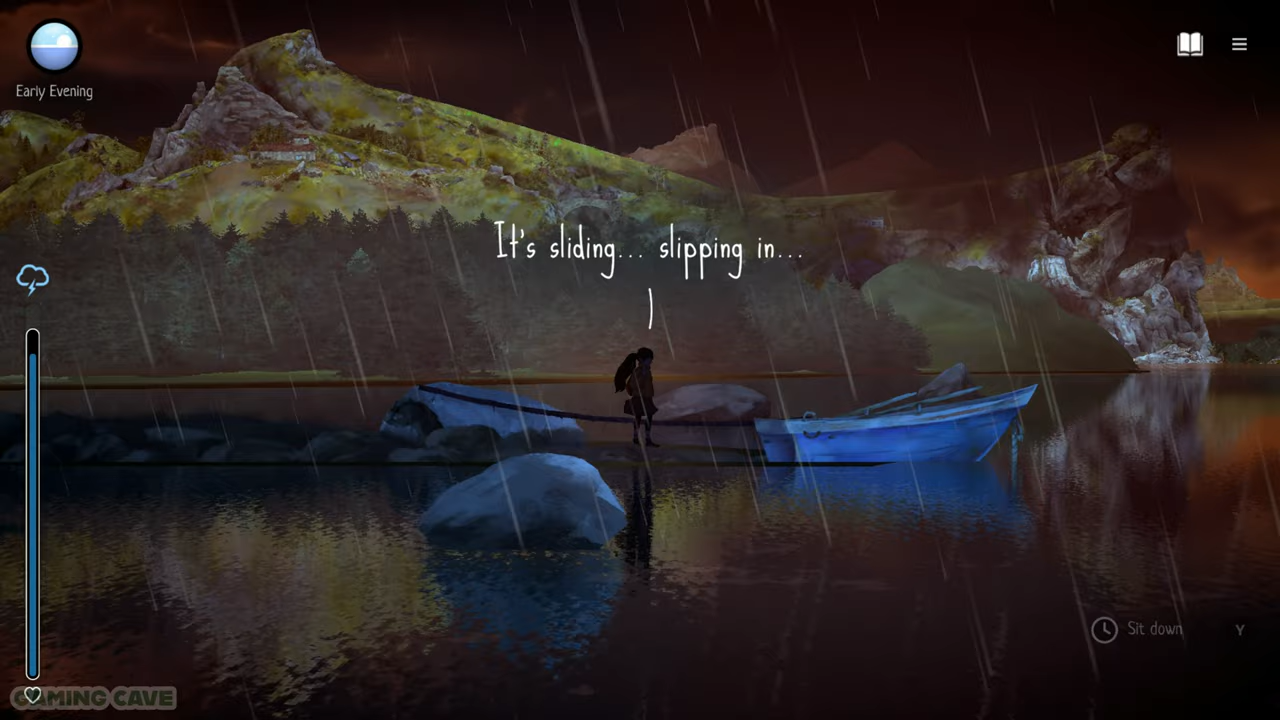 Early Evening
It's sliding... slipping in...
Sit down
Y
GAMING CAVE